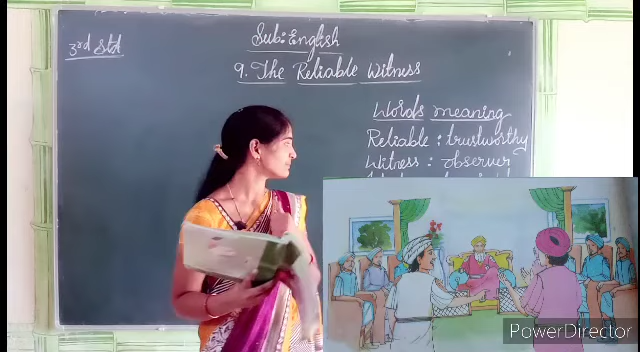 3rd Std
Sub: English
9. The Reliable Witness
Words meaning
Reliable : trustworthy
Witness : observer
PowerDirector